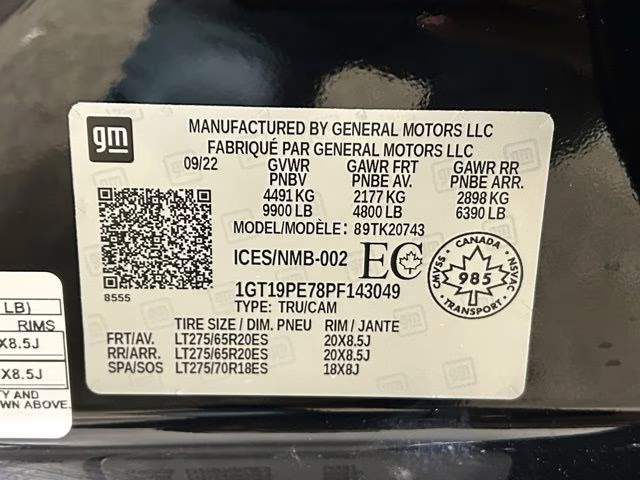 gm
MANUFACTURED BY GENERAL MOTORS LLC
FABRIQUÉ PAR GENERAL MOTORS LLC
09/22 GVWR GAWR FRT GAWR RR
PNBV PNBE AV. PNBE ARR.
4491 KG 2177 KG 2898 KG
9900 LB 4800 LB 6390 LB
MODEL/MODÈLE: 89TK20743
ICES/NMB-002 EC
CANADA
CMVSS 985 NSVAC
TRANSPORT
8555
1GT19PE78PF143049
TYPE: TRU/CAM
TIRE SIZE / DIM. PNEU RIM / JANTE
FRT/AV. LT275/65R20ES 20X8.5J
RR/ARR. LT275/65R20ES 20X8.5J
SPA/SOS LT275/70R18ES 18X8J
LB)
RIMS
X8.5J
X8.5J
TY AND
OWN ABOVE.